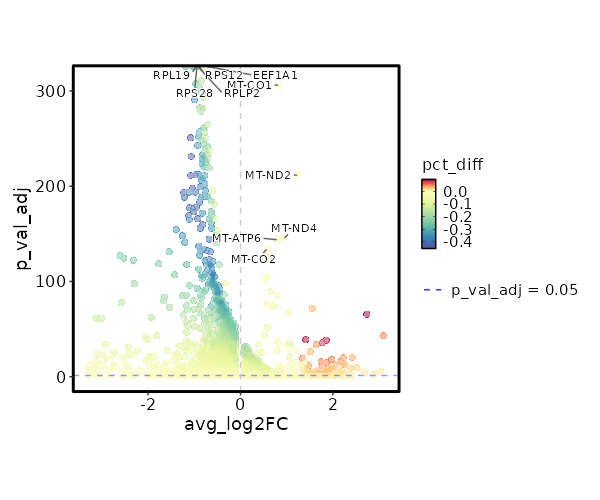 RPL19 RPS12 EEF1A1
MT-CO1
RPS28 RPLP2
MT-ND2
MT-ND4
MT-ATP6
MT-CO2
300
200
100
0
-2 0 2
avg_log2FC
p_val_adj
pct_diff
0.0
-0.1
-0.2
-0.3
-0.4
p_val_adj = 0.05